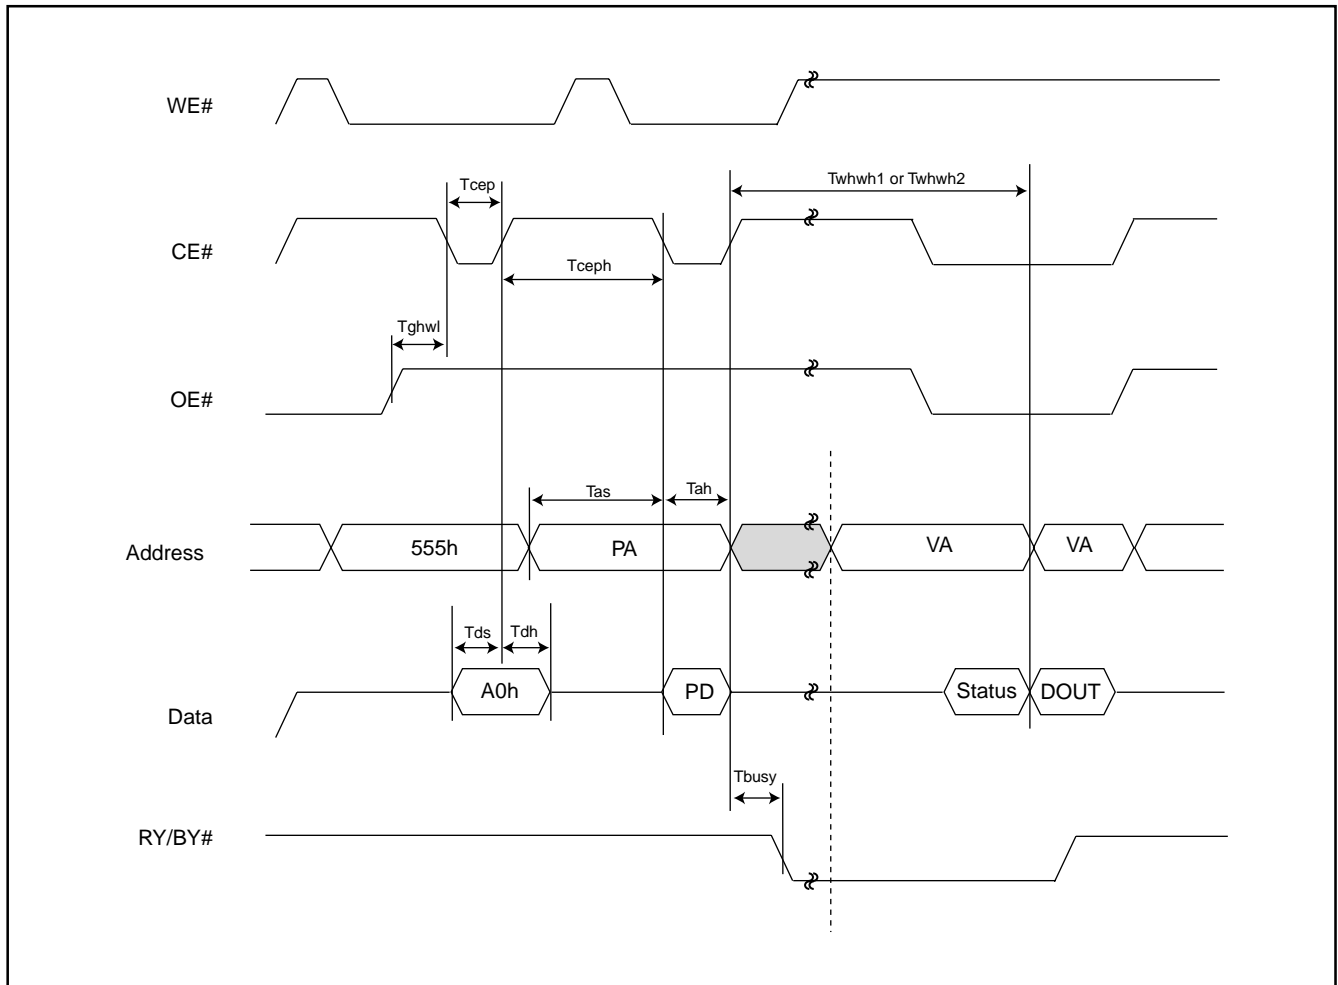 WE#
Tcep
Twhwh1 or Twhwh2
CE#
Tceph
Tghwl
OE#
Tas
Tah
Address
555h
PA
VA
VA
Tds
Tdh
Data
A0h
PD
Status
DOUT
Tbusy
RY/BY#